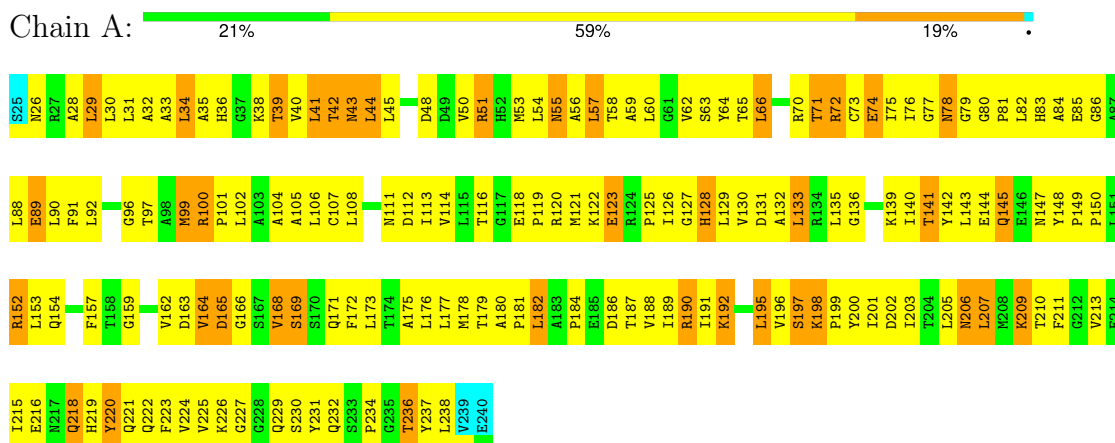 Chain A:
21% 59% 19% •
S25 N26 R27 A28 L29 L30 L31 A32 A33 L34 A35 H36 G37 K38 T39 V40 L41 T42 N43 L44 L45 D48 D49 V50 R51 H52 M53 L54 N55 A56 L57 T58 A59 L60 G61 V62 S63 Y64 T65 L66 R70 T71 R72 C73 E74 I75 I76 G77 N78 G79 G80 P81 L82 H83 A84 E85 G86 A87
L88 E89 L90 F91 L92 G96 T97 A98 M99 R100 P101 L102 A103 A104 A105 L106 C107 L108 N111 D112 I113 V114 L115 T116 G117 E118 P119 R120 M121 K122 E123 R124 P125 I126 G127 H128 L129 V130 D131 A132 L133 R134 L135 G136 K139 I140 T141 Y142 L143 E144 Q145 E146 N147 Y148 P149 P150 L151
R152 L153 Q154 F157 T158 G159 V162 D163 V164 D165 G166 S167 V168 S169 S170 Q171 F172 L173 T174 A175 L176 L177 M178 T179 A180 P181 L182 A183 P184 E185 D186 T187 V188 I189 R190 I191 K192 L195 V196 S197 K198 P199 Y200 I201 D202 I203 T204 L205 N206 L207 M208 K209 T210 F211 G212 V213 E214
I215 E216 N217 Q218 H219 Y220 Q221 Q222 F223 V224 V225 K226 G227 G228 Q229 S230 Y231 Q232 S233 P234 G235 T236 Y237 L238 V239 E240